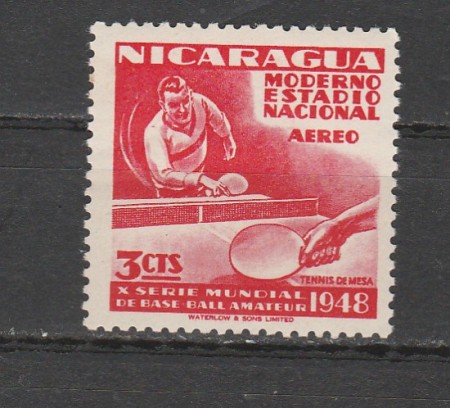 NICARAGUA
MODERNO
ESTADIO
NACIONAL
AEREO
TENNIS DE MESA
3CTS
X SERIE MUNDIAL
DE BASE-BALL AMATEUR 1948
WATERLOW & SONS LIMITED